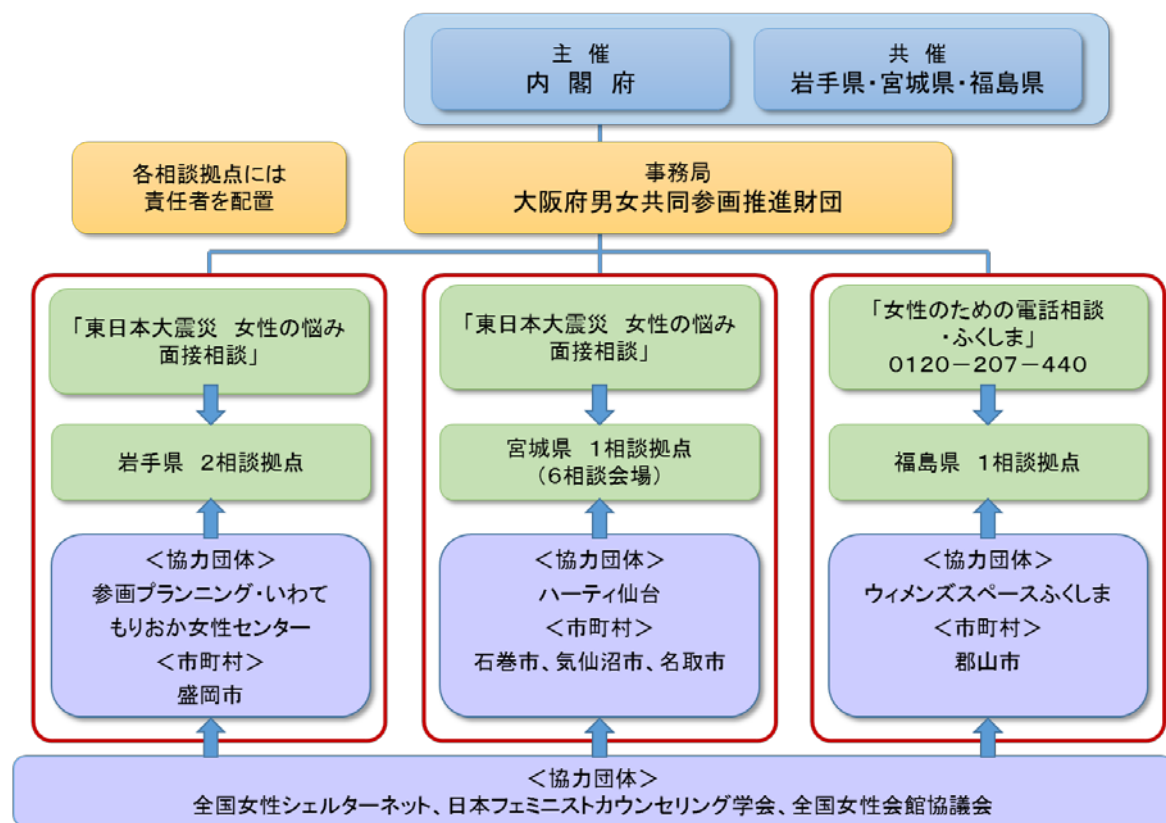 主 催
内 閣 府
共 催
岩手県・宮城県・福島県
各相談拠点には
責任者を配置
事務局
大阪府男女共同参画推進財団
「東日本大震災 女性の悩み
面接相談」
岩手県 2相談拠点
<協力団体>
参画プランニング・いわて
もりおか女性センター
<市町村>
盛岡市
「東日本大震災 女性の悩み
面接相談」
宮城県 1相談拠点
(6相談会場)
<協力団体>
ハーティ仙台
<市町村>
石巻市、気仙沼市、名取市
「女性のための電話相談
・ふくしま」
0120-207-440
福島県 1相談拠点
<協力団体>
ウィメンズスペースふくしま
<市町村>
郡山市
<協力団体>
全国女性シェルターネット、日本フェミニストカウンセリング学会、全国女性会館協議会